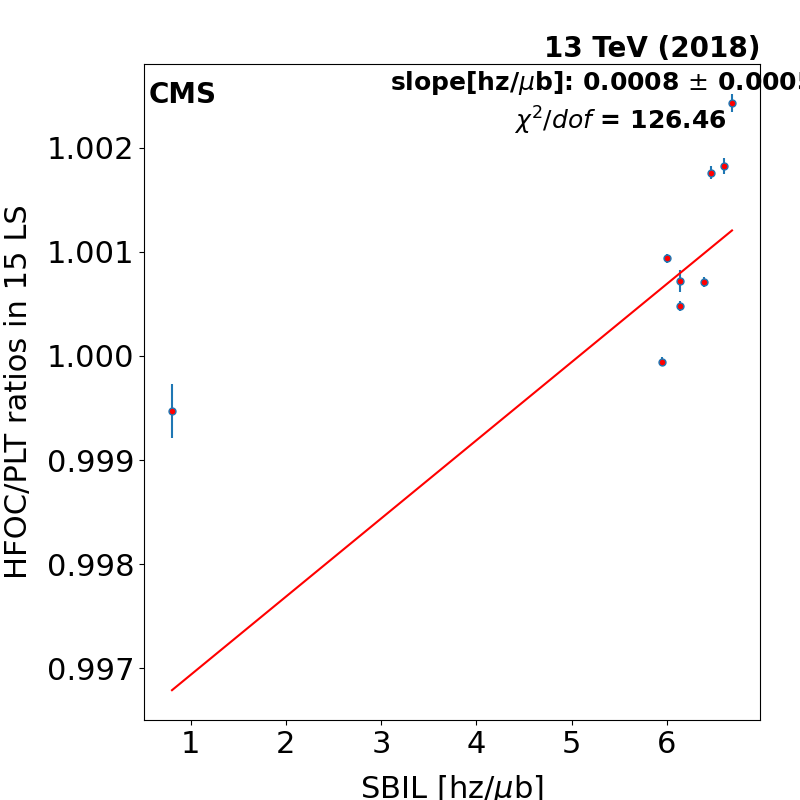 13 TeV (2018)
slope[hz/μb]: 0.0008 ± 0.0005
CMS
χ²/dof = 126.46
1.002
1.001
1.000
0.999
0.998
0.997
HFOC/PLT ratios in 15 LS
1 2 3 4 5 6
SBIL [hz/μb]